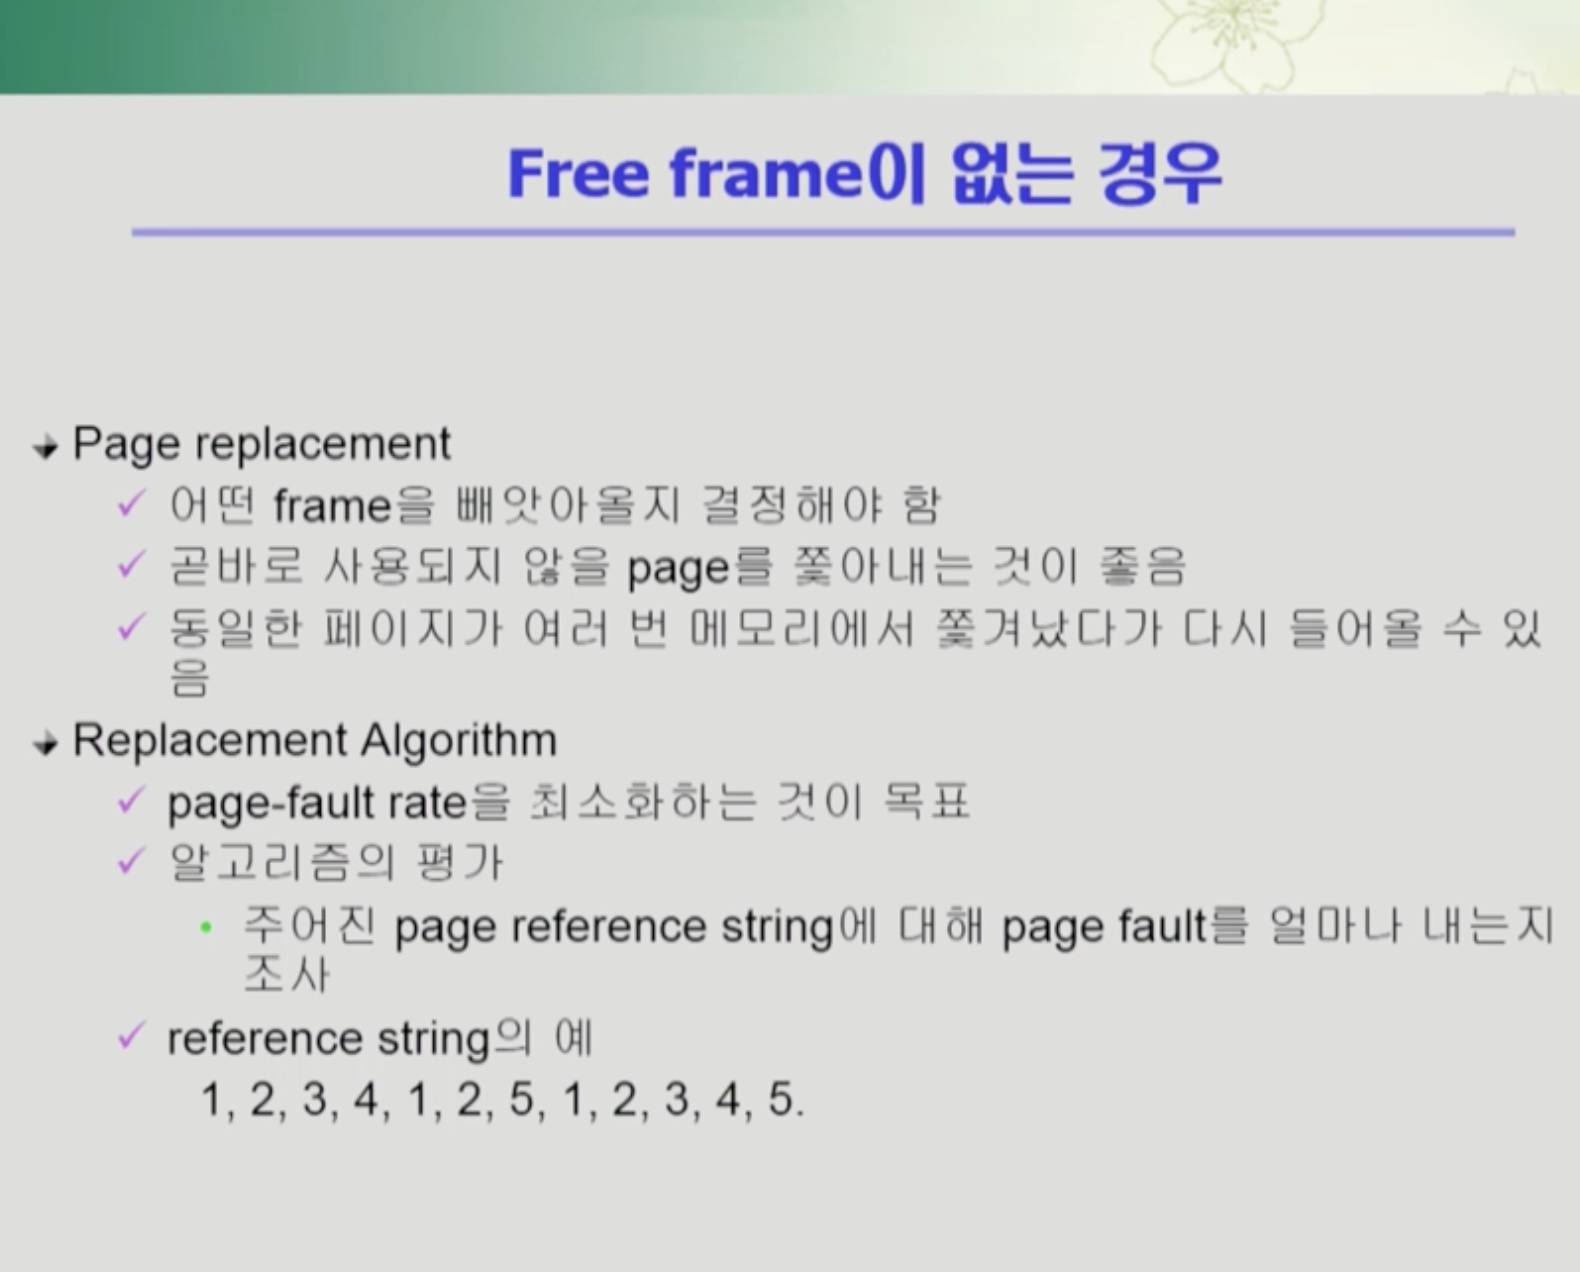 Free frame이 없는 경우
Page replacement
어떤 frame을 빼앗아올지 결정해야 함
곧바로 사용되지 않을 page를 쫓아내는 것이 좋음
동일한 페이지가 여러 번 메모리에서 쫓겨났다가 다시 들어올 수 있
음
Replacement Algorithm
page-fault rate을 최소화하는 것이 목표
알고리즘의 평가
주어진 page reference string에 대해 page fault를 얼마나 내는지
조사
reference string의 예
1, 2, 3, 4, 1, 2, 5, 1, 2, 3, 4, 5.